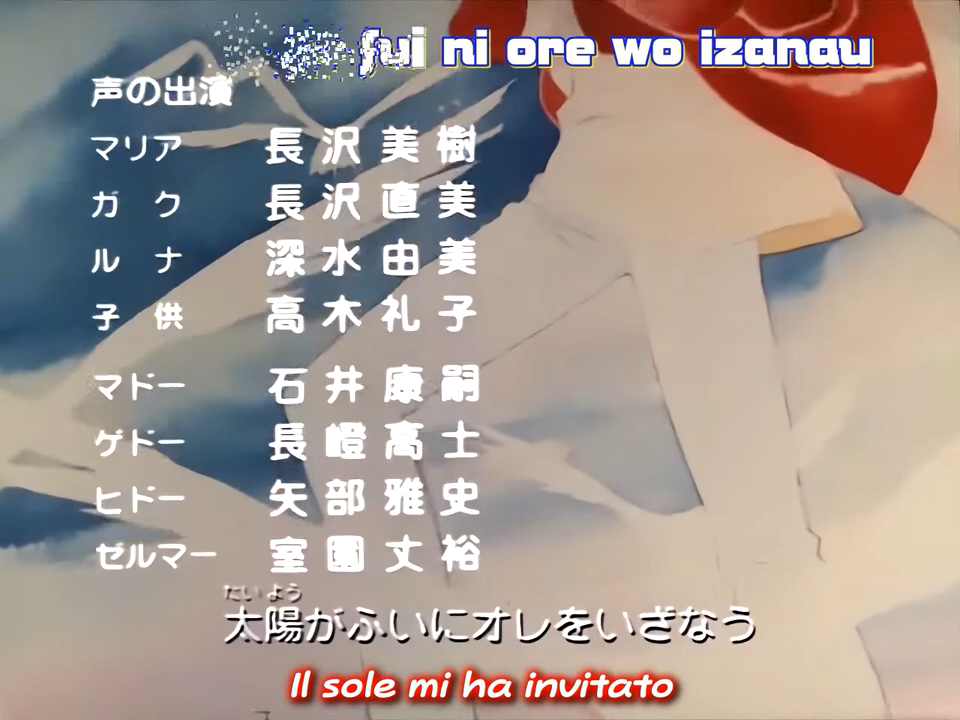 fui ni ore wo izanau
声の出演
マリア 長沢美樹
ガク 長沢直美
ルナ 深水由美
子供 高木礼子
マドー 石井康嗣
ゲドー 長嶝高士
ヒドー 矢部雅史
ゼルマー 室園丈裕
たいよう
太陽がふいにオレをいざなう
Il sole mi ha invitato